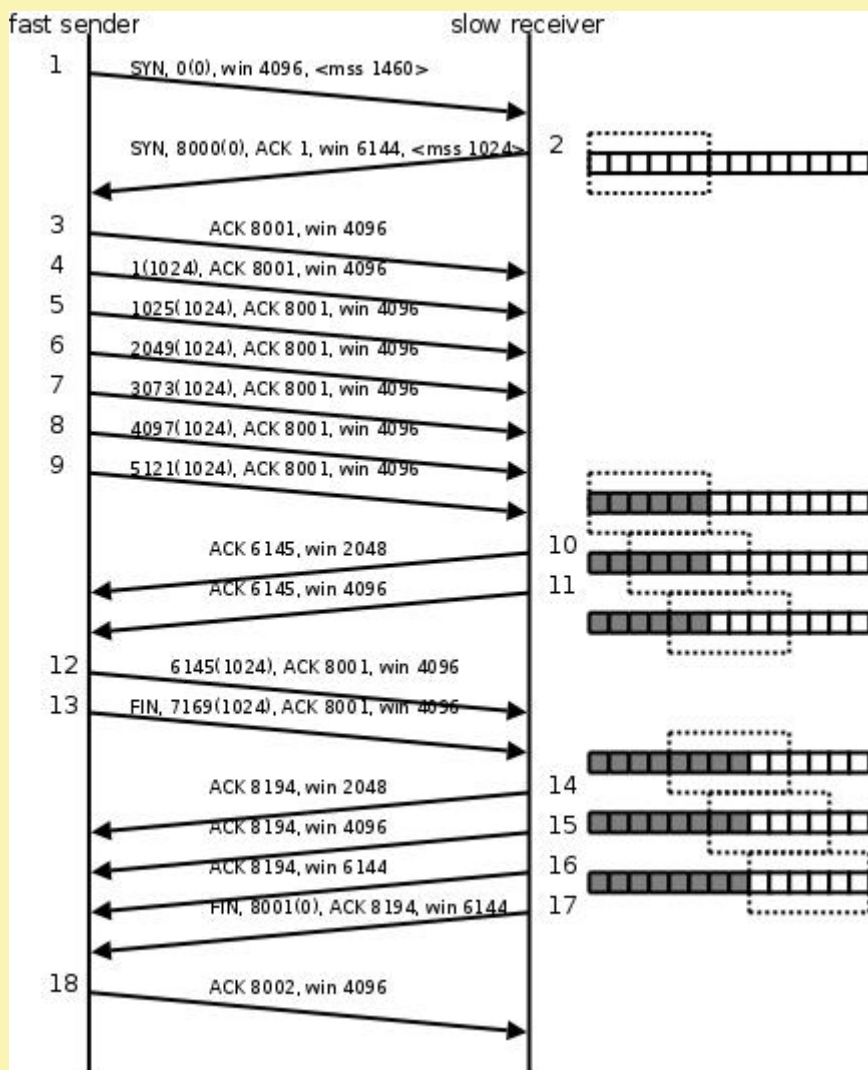 fast sender slow receiver
1 SYN, 0(0), win 4096, <mss 1460>
SYN, 8000(0), ACK 1, win 6144, <mss 1024> 2
3 ACK 8001, win 4096
4 1(1024), ACK 8001, win 4096
5 1025(1024), ACK 8001, win 4096
6 2049(1024), ACK 8001, win 4096
7 3073(1024), ACK 8001, win 4096
8 4097(1024), ACK 8001, win 4096
9 5121(1024), ACK 8001, win 4096
ACK 6145, win 2048 10
ACK 6145, win 4096 11
12 6145(1024), ACK 8001, win 4096
13 FIN, 7169(1024), ACK 8001, win 4096
ACK 8194, win 2048 14
ACK 8194, win 4096 15
ACK 8194, win 6144 16
FIN, 8001(0), ACK 8194, win 6144 17
18 ACK 8002, win 4096